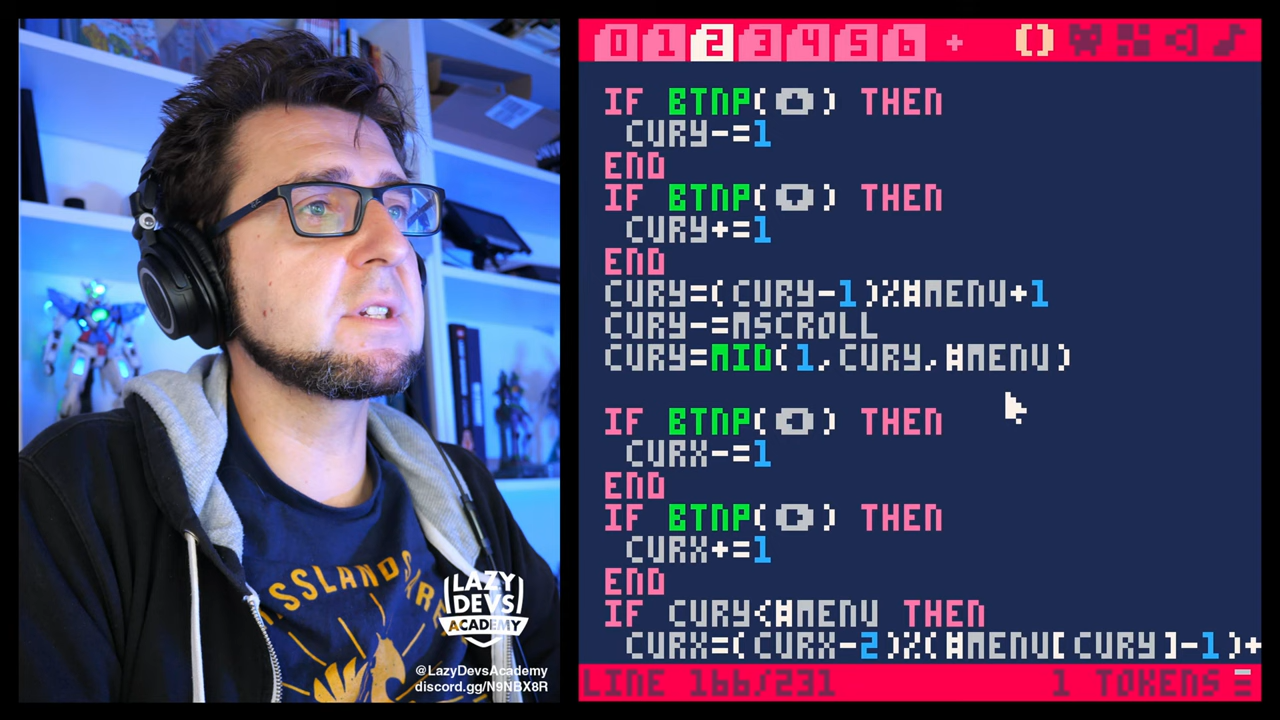 0 1 2 3 4 5 6 + ()
IF BTNP(⬆️) THEN
CURY-=1
END
IF BTNP(⬇️) THEN
CURY+=1
END
CURY=(CURY-1)%#MENU+1
CURY-=MSCROLL
CURY=MID(1,CURY,#MENU)
IF BTNP(⬅️) THEN
CURX-=1
END
IF BTNP(➡️) THEN
CURX+=1
END
IF CURY<#MENU THEN
CURX=(CURX-2)%(#MENU[CURY]-1)+
LINE 166/231 1 TOKENS
LAZY
DEVS
ACADEMY
@LazyDevsAcademy
discord.gg/N9NBX8R